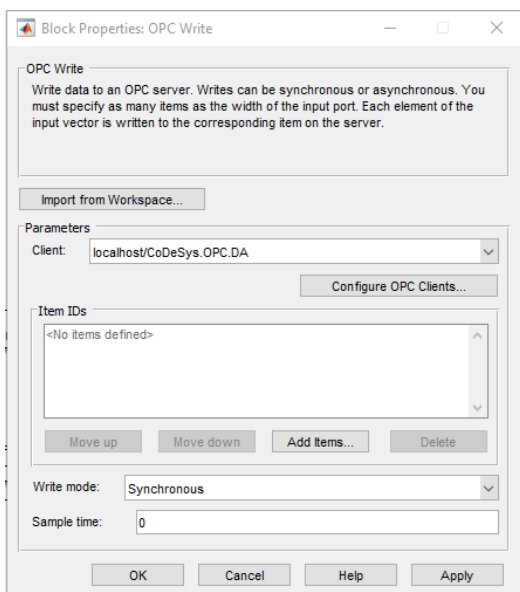 Block Properties: OPC Write
OPC Write
Write data to an OPC server. Writes can be synchronous or asynchronous. You
must specify as many items as the width of the input port. Each element of the
input vector is written to the corresponding item on the server.
Import from Workspace...
Parameters
Client:
localhost/CoDeSys.OPC.DA
Configure OPC Clients...
Item IDs
<No items defined>
Move up
Move down
Add Items...
Delete
Write mode:
Synchronous
Sample time:
0
OK
Cancel
Help
Apply